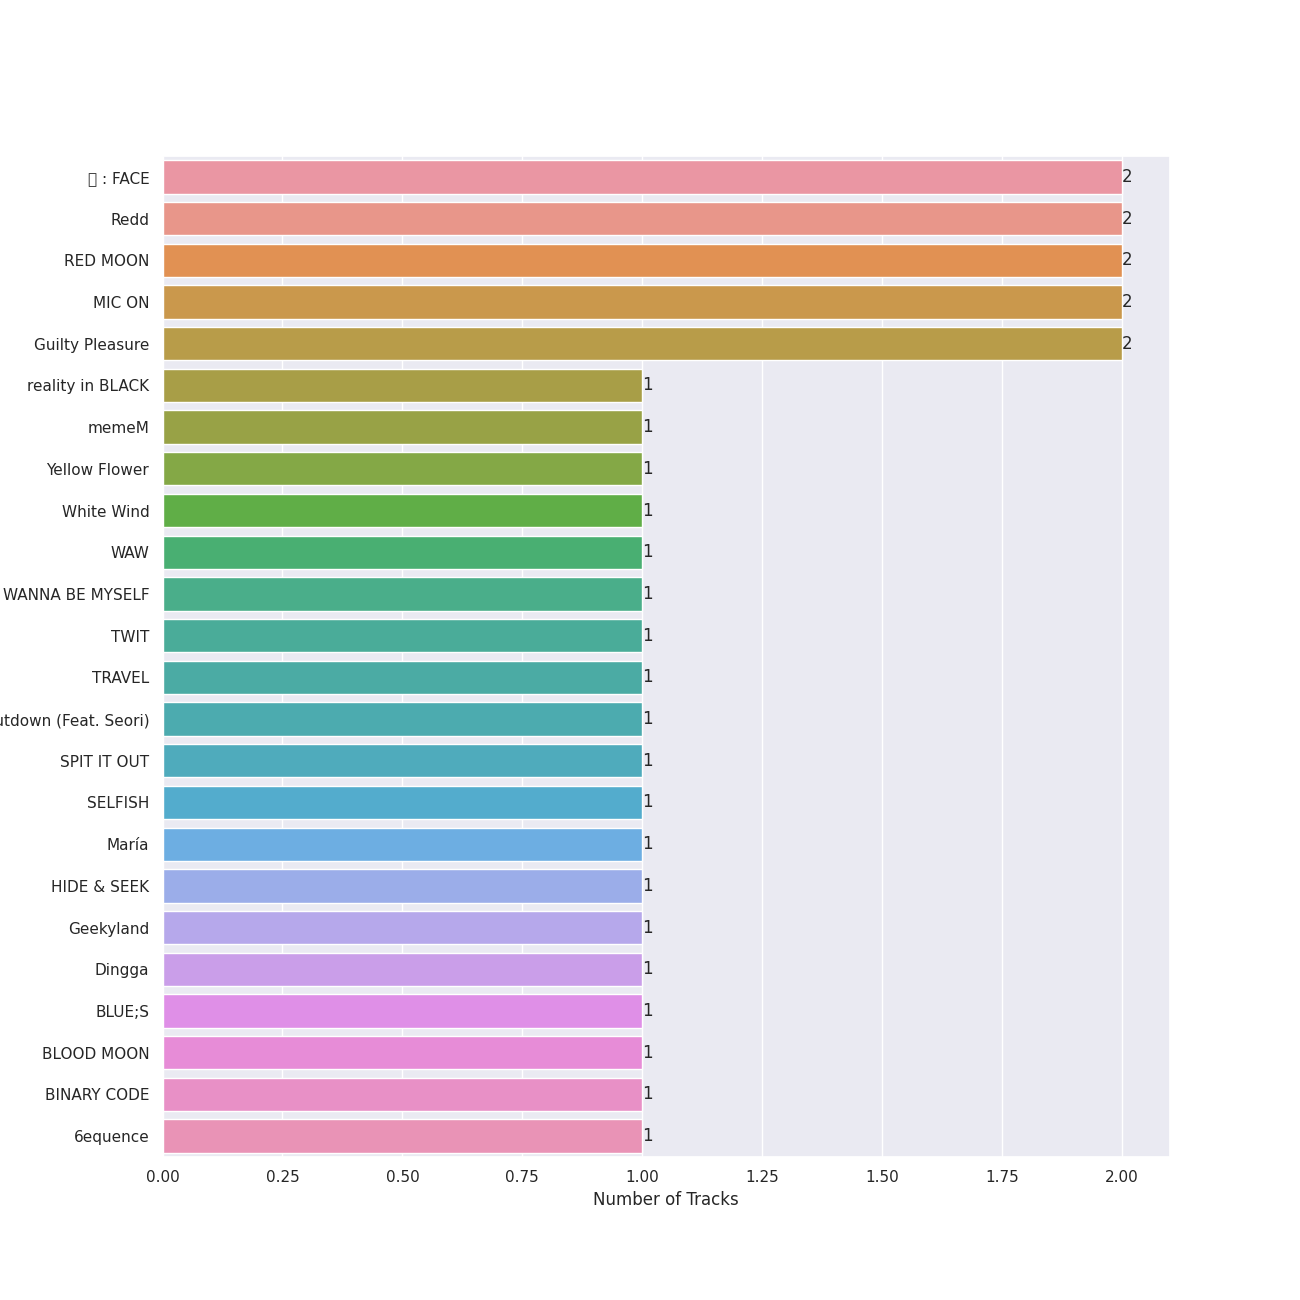 : FACE 2
Redd 2
RED MOON 2
MIC ON 2
Guilty Pleasure 2
reality in BLACK 1
memeM 1
Yellow Flower 1
White Wind 1
WAW 1
WANNA BE MYSELF 1
TWIT 1
TRAVEL 1
utdown (Feat. Seori) 1
SPIT IT OUT 1
SELFISH 1
María 1
HIDE & SEEK 1
Geekyland 1
Dingga 1
BLUE;S 1
BLOOD MOON 1
BINARY CODE 1
6equence 1
0.00 0.25 0.50 0.75 1.00 1.25 1.50 1.75 2.00
Number of Tracks